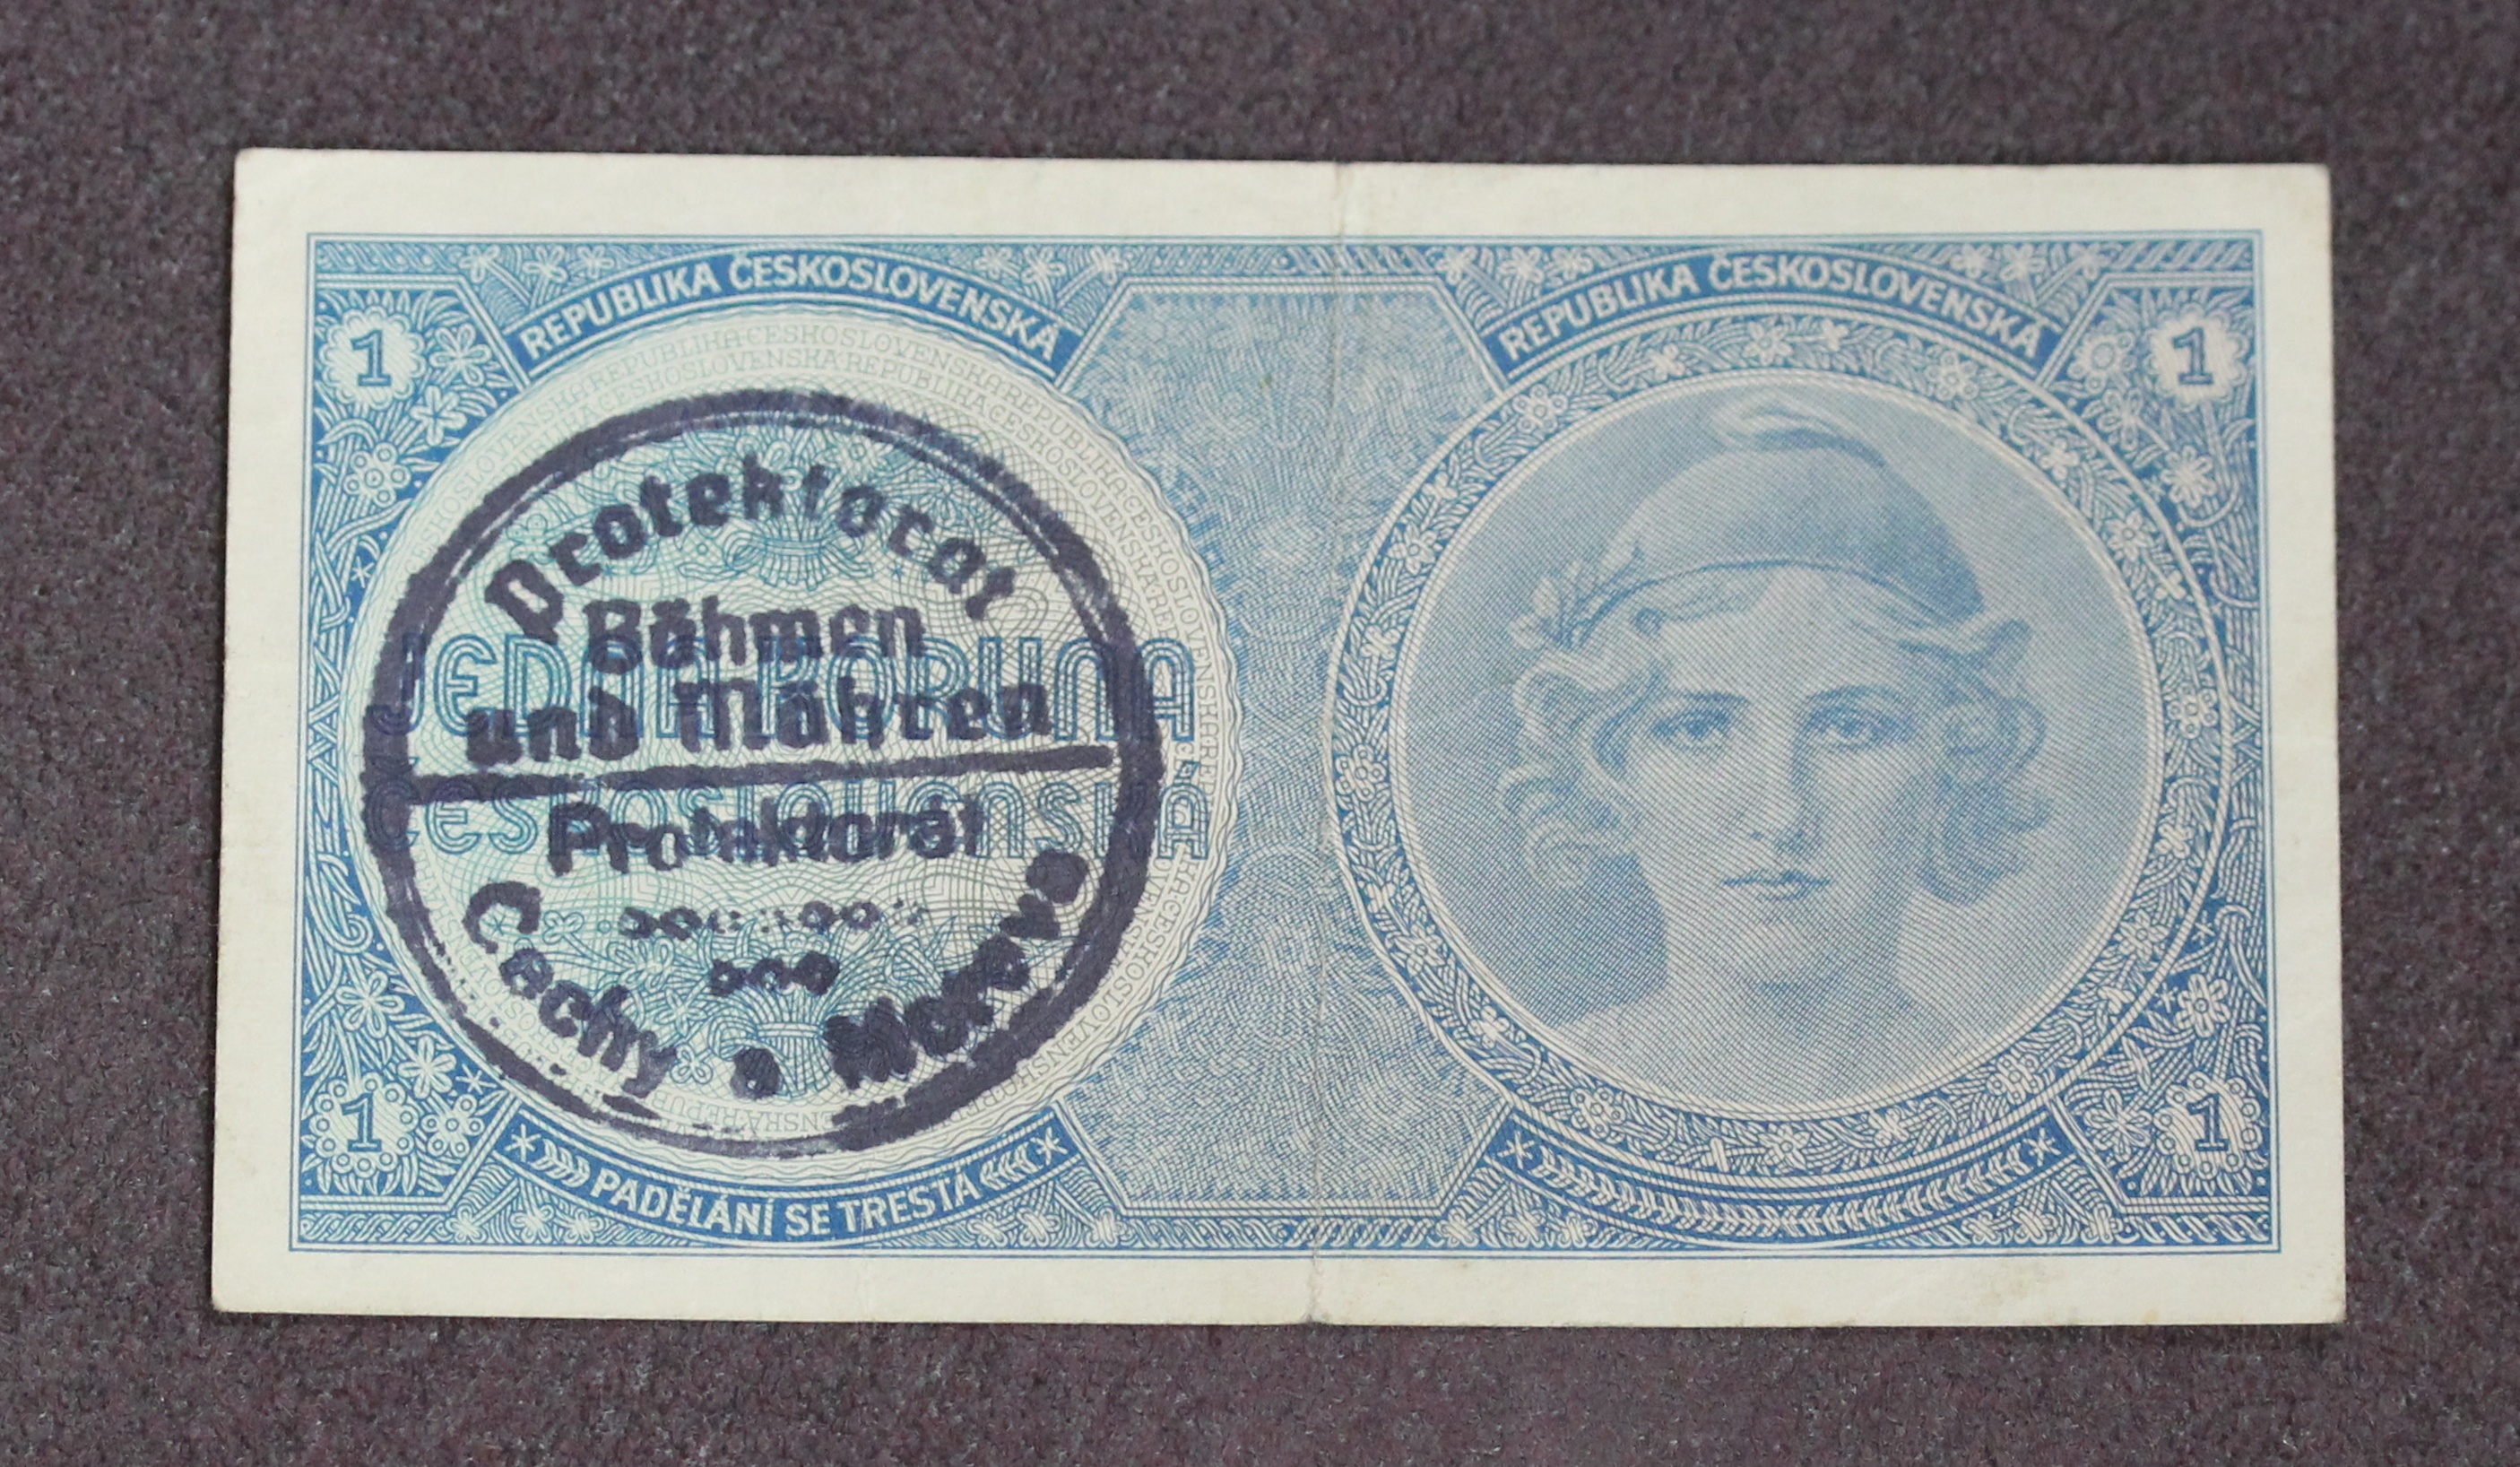 REPUBLIKA ČESKOSLOVENSKÁ
REPUBLIKA ČESKOSLOVENSKÁ
1
1
Protektorat
Böhmen
und Mähren
JEDNA KORUNA
ČESKOSLOVENSKÁ
Protektorát
Čechy a Morava
1
1
PADĚLÁNÍ SE TRESTÁ